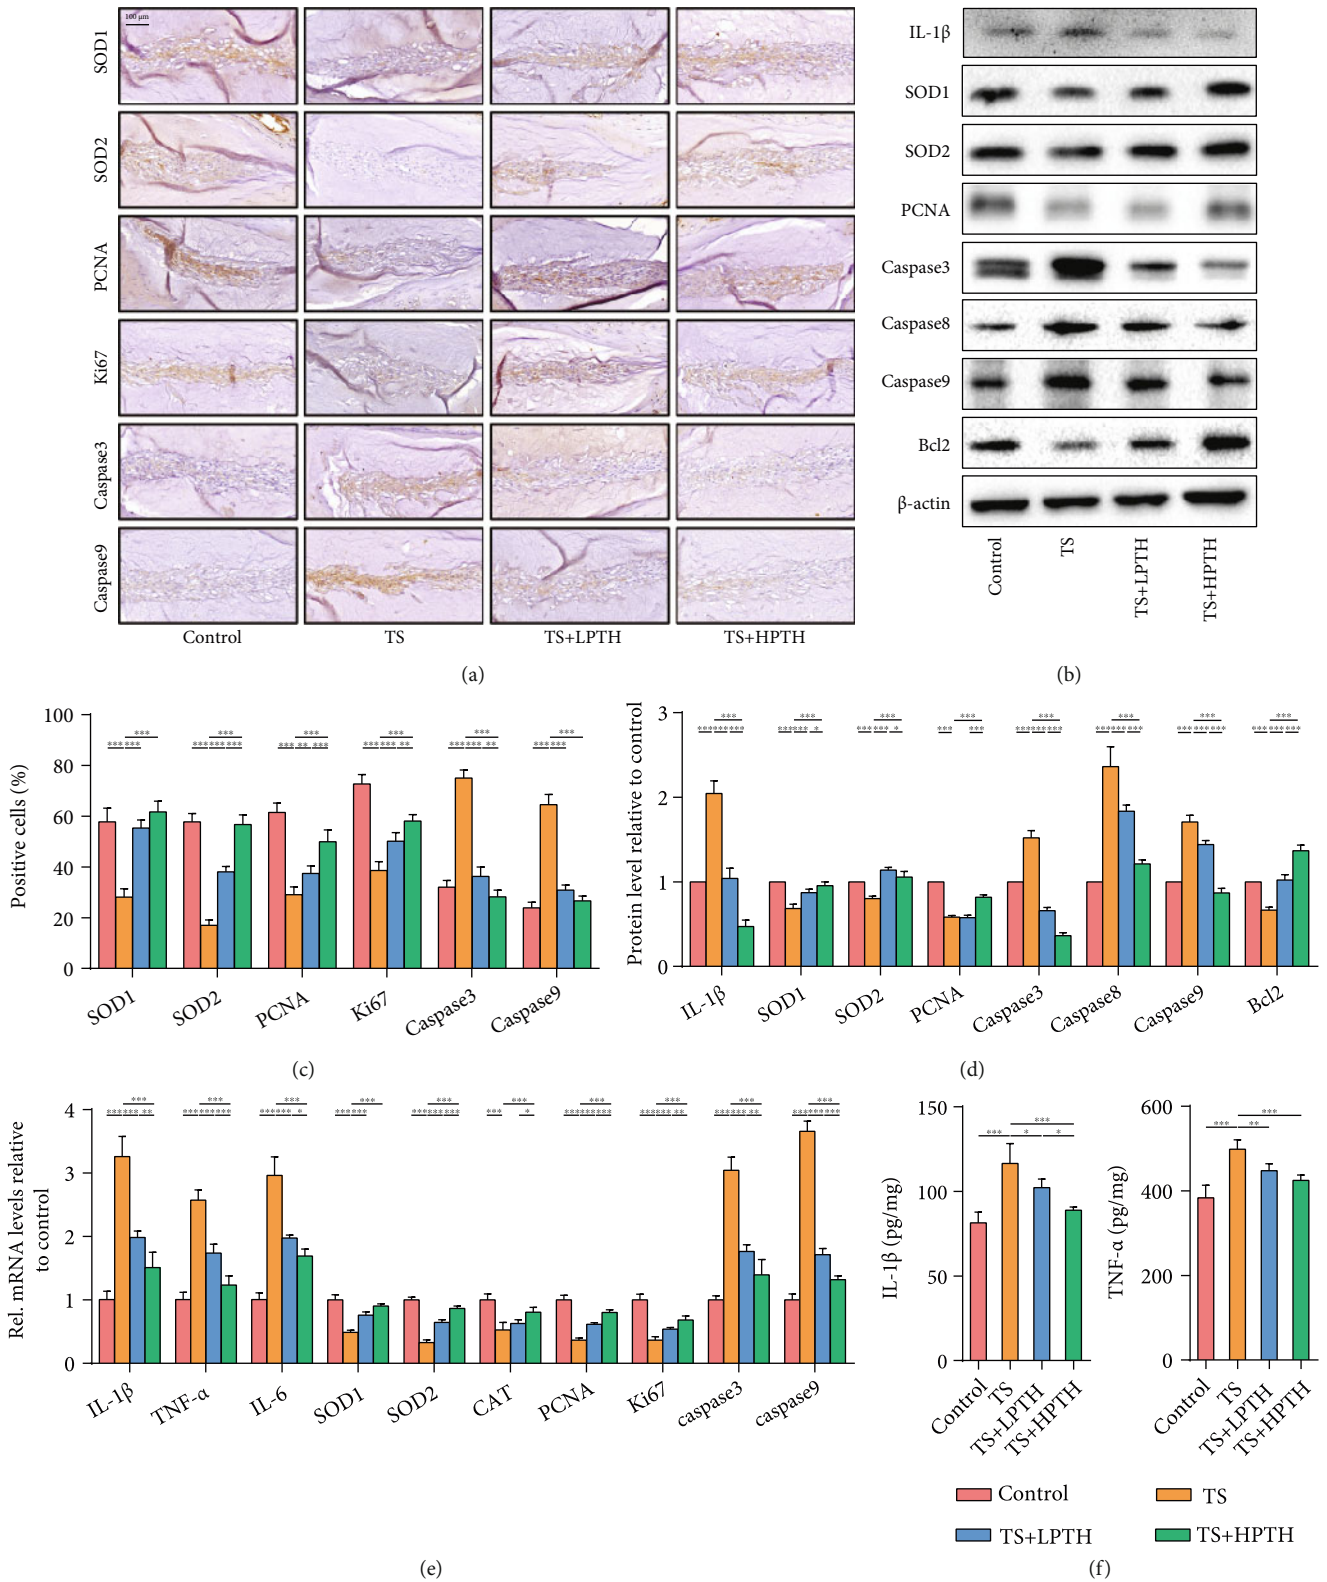 100 μm
SOD1
SOD2
PCNA
Ki67
Caspase3
Caspase9
Control
TS
TS+LPTH
TS+HPTH
(a)
IL-1β
SOD1
SOD2
PCNA
Caspase3
Caspase8
Caspase9
Bcl2
β-actin
Control
TS
TS+LPTH
TS+HPTH
(b)
Positive cells (%)
100
80
60
40
20
0
SOD1
SOD2
PCNA
Ki67
Caspase3
Caspase9
(c)
Protein level relative to control
3
2
1
0
IL-1β
SOD1
SOD2
PCNA
Caspase3
Caspase8
Caspase9
Bcl2
(d)
Rel. mRNA levels relative
to control
4
3
2
1
0
IL-1β
TNF-α
IL-6
SOD1
SOD2
CAT
PCNA
Ki67
caspase3
caspase9
(e)
IL-1β (pg/mg)
150
100
50
0
*** * *
***
Control
TS
TS+LPTH
TS+HPTH
TNF-α (pg/mg)
600
400
200
0
***
*** **
Control
TS
TS+LPTH
TS+HPTH
Control
TS
TS+LPTH
TS+HPTH
(f)